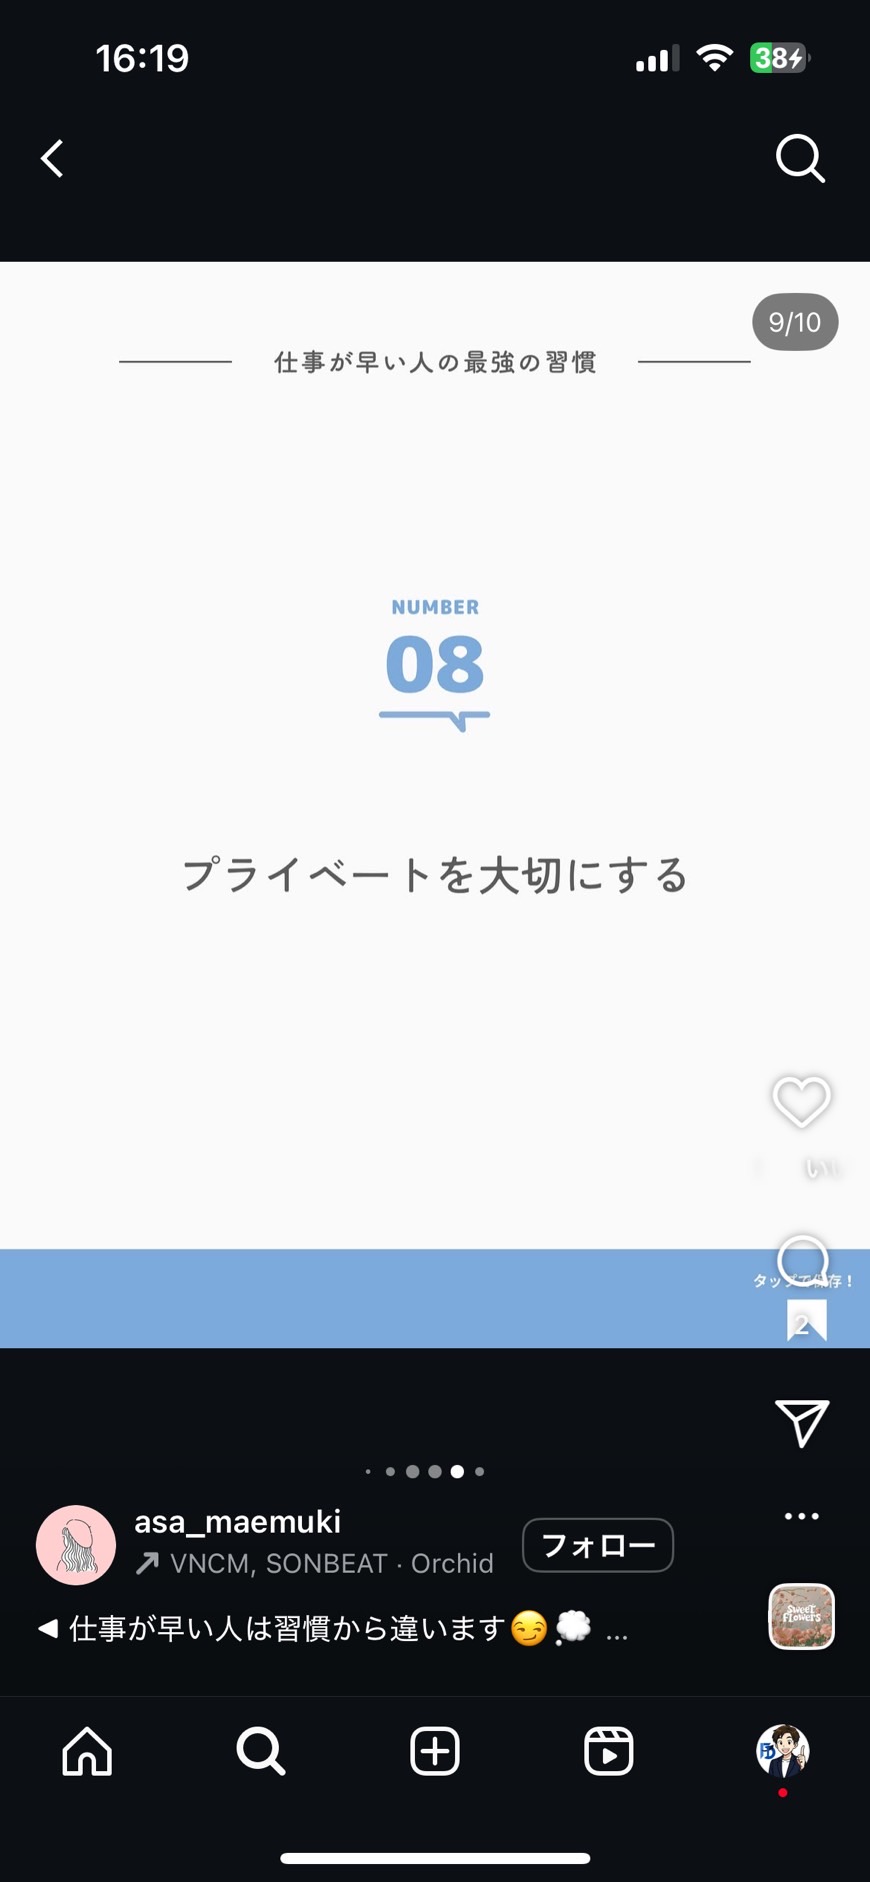 16:19
38
9/10
仕事が早い人の最強の習慣
NUMBER
08
プライベートを大切にする
タップで保存！
2
asa_maemuki
VNCM, SONBEAT · Orchid
フォロー
仕事が早い人は習慣から違います😏💭 ...
SWEET
FLOWERS